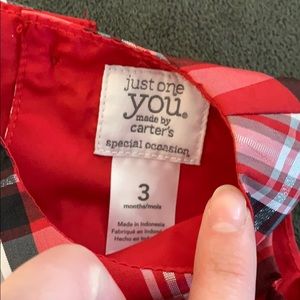 just one
you.
made by
carter's
special occasion
3
months/mois
Made in Indonesia
Fabriqué en Indonésie
Hecho en Indonesia